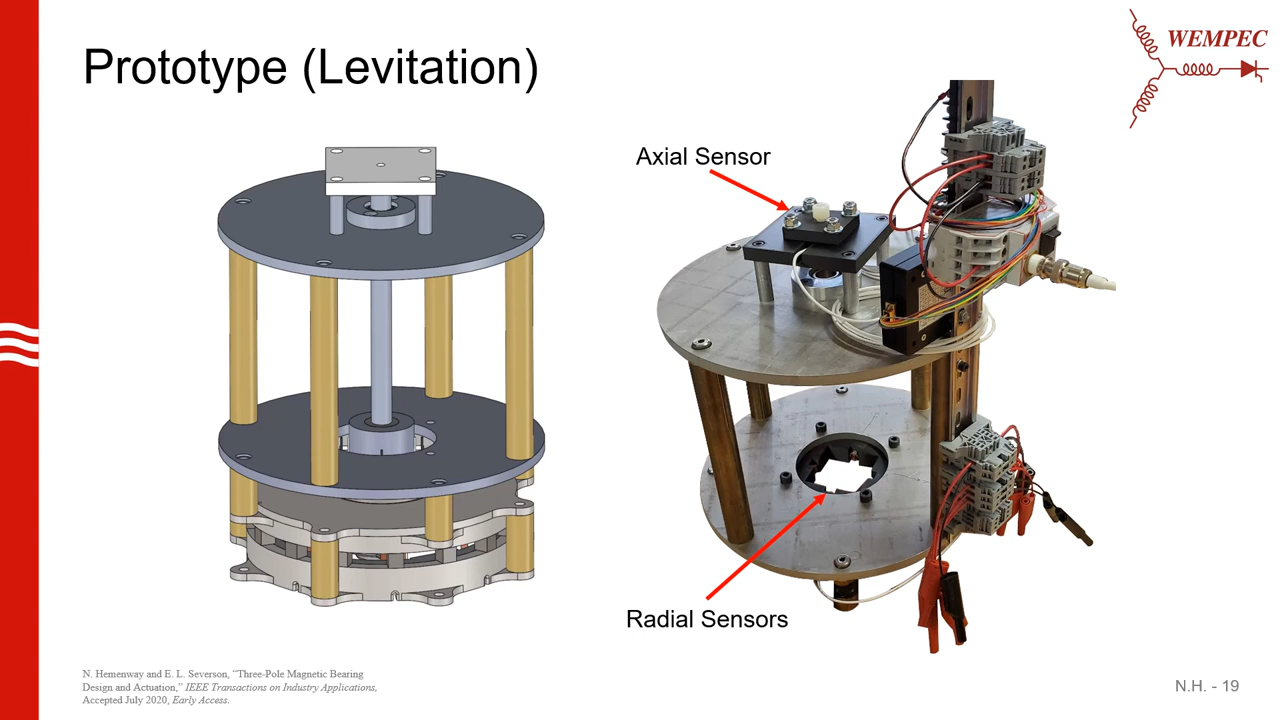 Prototype (Levitation)
WEMPEC
Axial Sensor
Radial Sensors
N. Hemenway and E. L. Severson, “Three-Pole Magnetic Bearing
Design and Actuation,” IEEE Transactions on Industry Applications,
Accepted July 2020, Early Access.
N.H. - 19